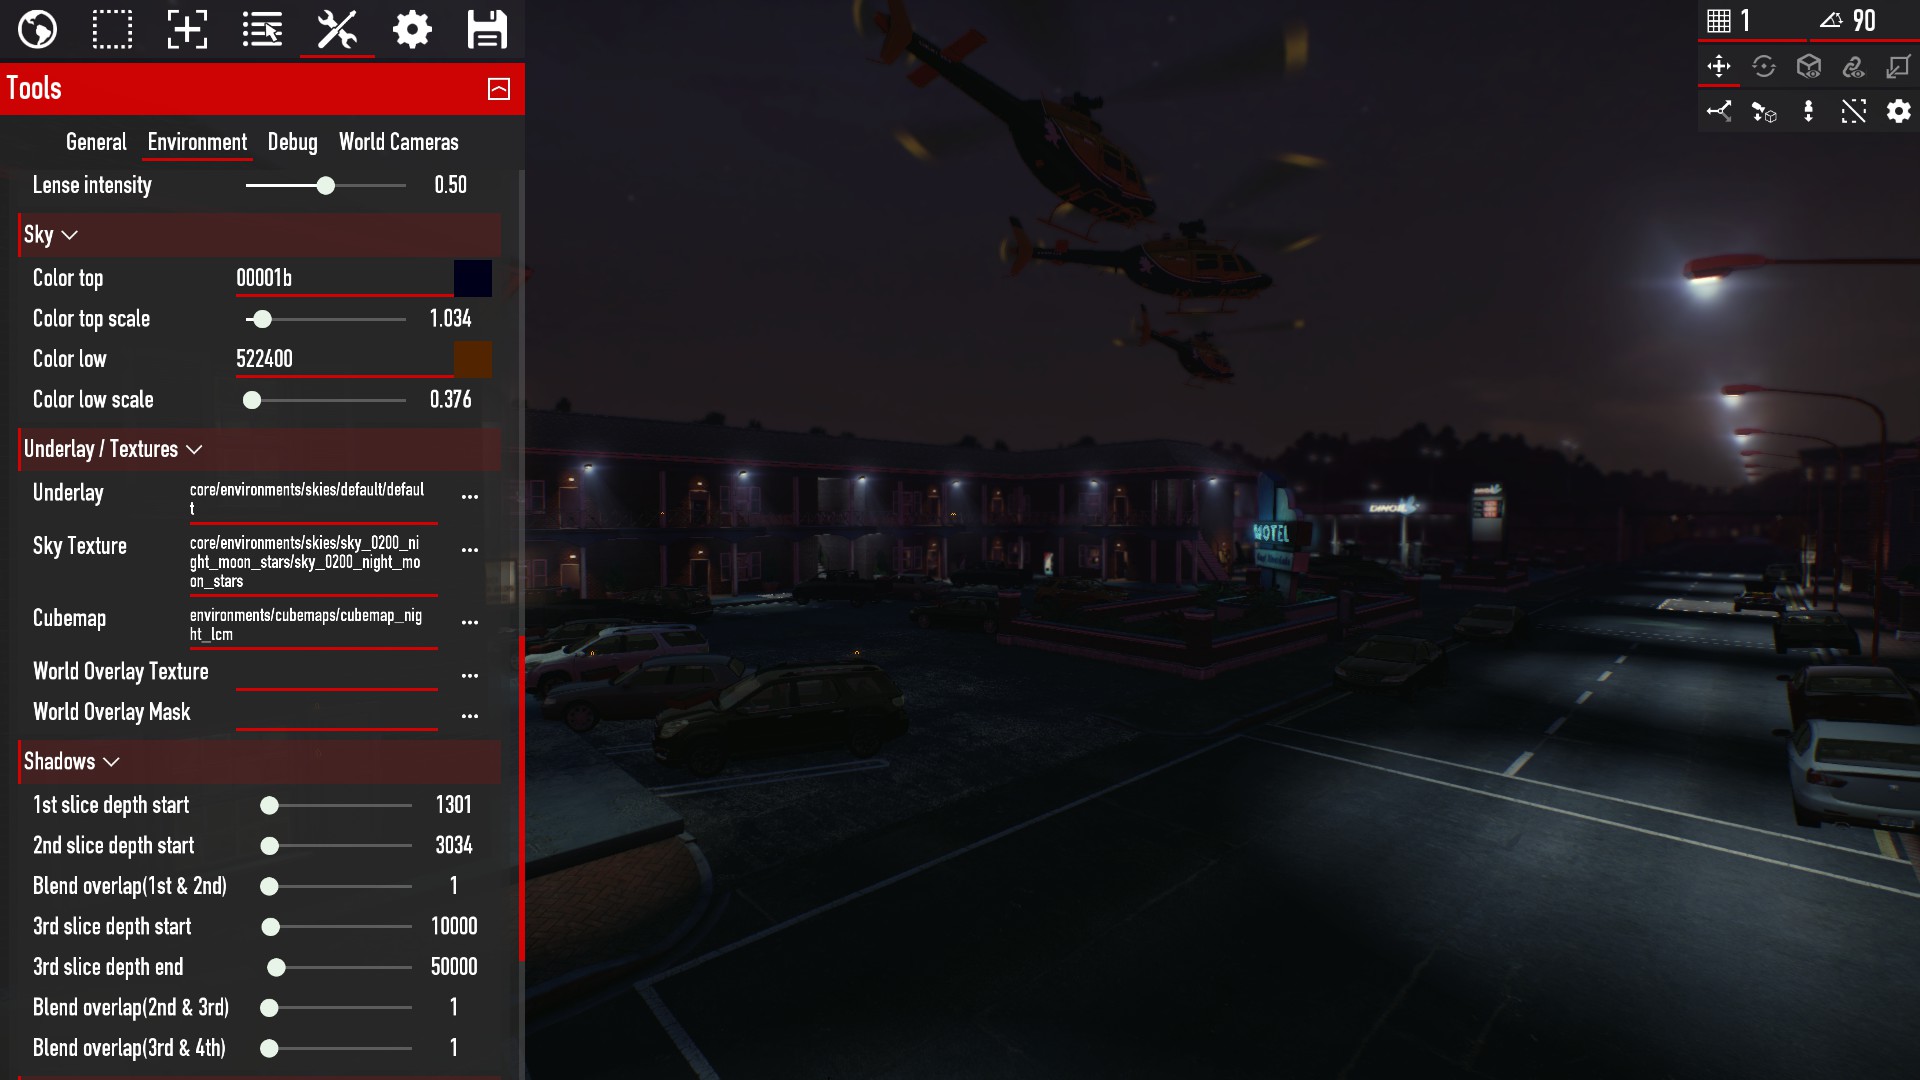 1 90
Tools
General Environment Debug World Cameras
Lense intensity 0.50
Sky
Color top 00001b
Color top scale 1.034
Color low 522400
Color low scale 0.376
Underlay / Textures
Underlay core/environments/skies/default/defaul
t
Sky Texture core/environments/skies/sky_0200_ni
ght_moon_stars/sky_0200_night_mo
on_stars
Cubemap environments/cubemaps/cubemap_nig
ht_lcm
World Overlay Texture
World Overlay Mask
Shadows
1st slice depth start 1301
2nd slice depth start 3034
Blend overlap(1st & 2nd) 1
3rd slice depth start 10000
3rd slice depth end 50000
Blend overlap(2nd & 3rd) 1
Blend overlap(3rd & 4th) 1
MOTEL